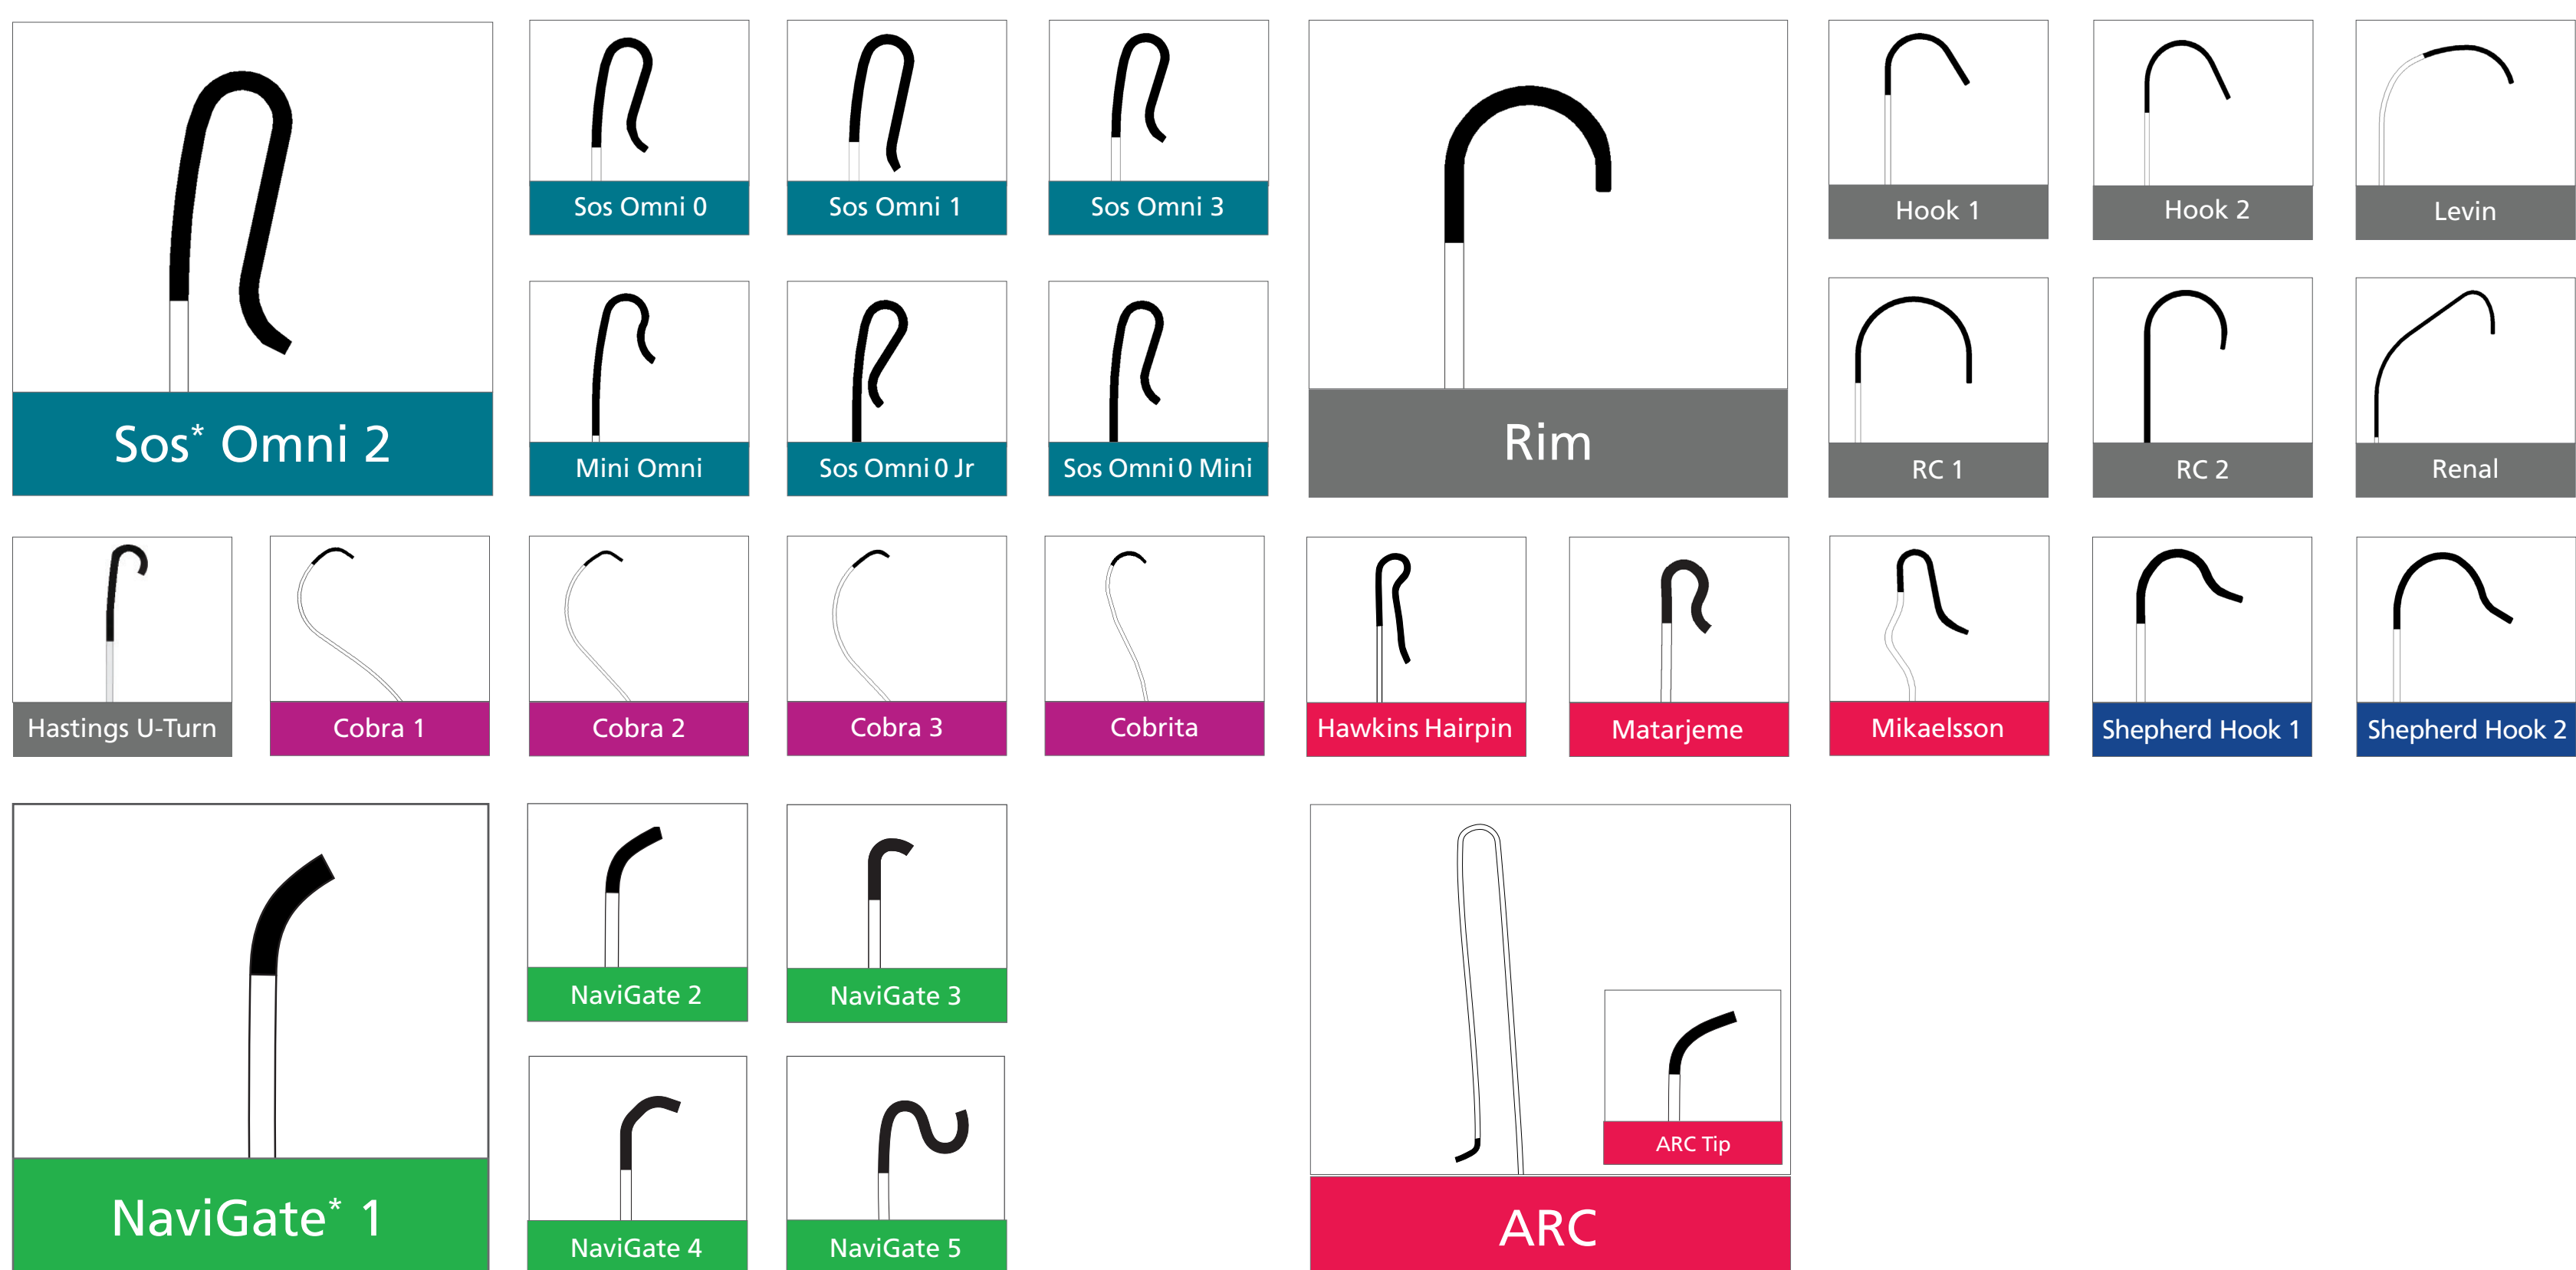 Sos* Omni 2
Sos Omni 0
Sos Omni 1
Sos Omni 3
Mini Omni
Sos Omni 0 Jr
Sos Omni 0 Mini
Rim
Hook 1
Hook 2
Levin
RC 1
RC 2
Renal
Hastings U-Turn
Cobra 1
Cobra 2
Cobra 3
Cobrita
Hawkins Hairpin
Matarjeme
Mikaelsson
Shepherd Hook 1
Shepherd Hook 2
NaviGate* 1
NaviGate 2
NaviGate 3
NaviGate 4
NaviGate 5
ARC Tip
ARC